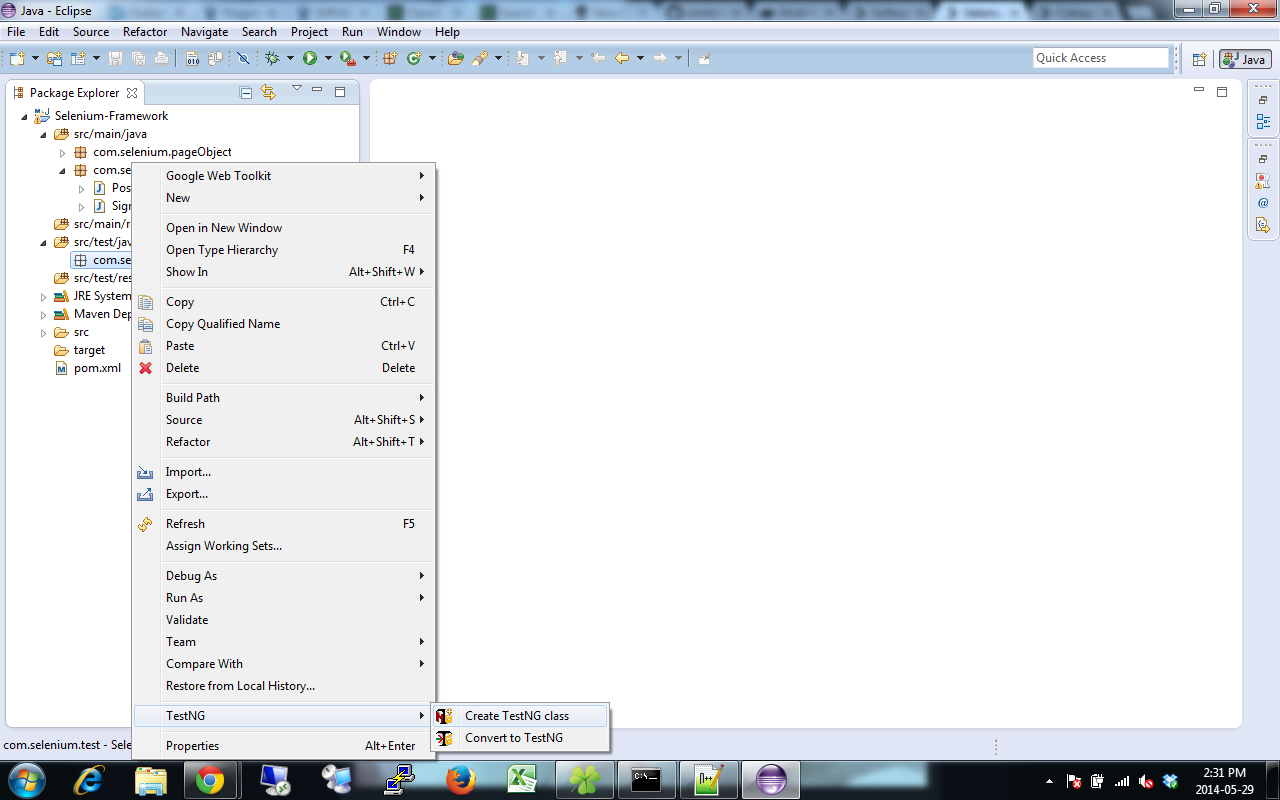 Java - Eclipse
File Edit Source Refactor Navigate Search Project Run Window Help
Quick Access
Java
Package Explorer
Selenium-Framework
src/main/java
com.selenium.pageObject
com.se
Pos
Sign
src/main/r
src/test/jav
com.se
src/test/res
JRE System
Maven Dep
src
target
pom.xml
Google Web Toolkit
New
Open in New Window
Open Type Hierarchy F4
Show In Alt+Shift+W
Copy Ctrl+C
Copy Qualified Name
Paste Ctrl+V
Delete Delete
Build Path
Source Alt+Shift+S
Refactor Alt+Shift+T
Import...
Export...
Refresh F5
Assign Working Sets...
Debug As
Run As
Validate
Team
Compare With
Restore from Local History...
TestNG
Properties Alt+Enter
Create TestNG class
Convert to TestNG
com.selenium.test - Sele
2:31 PM
2014-05-29